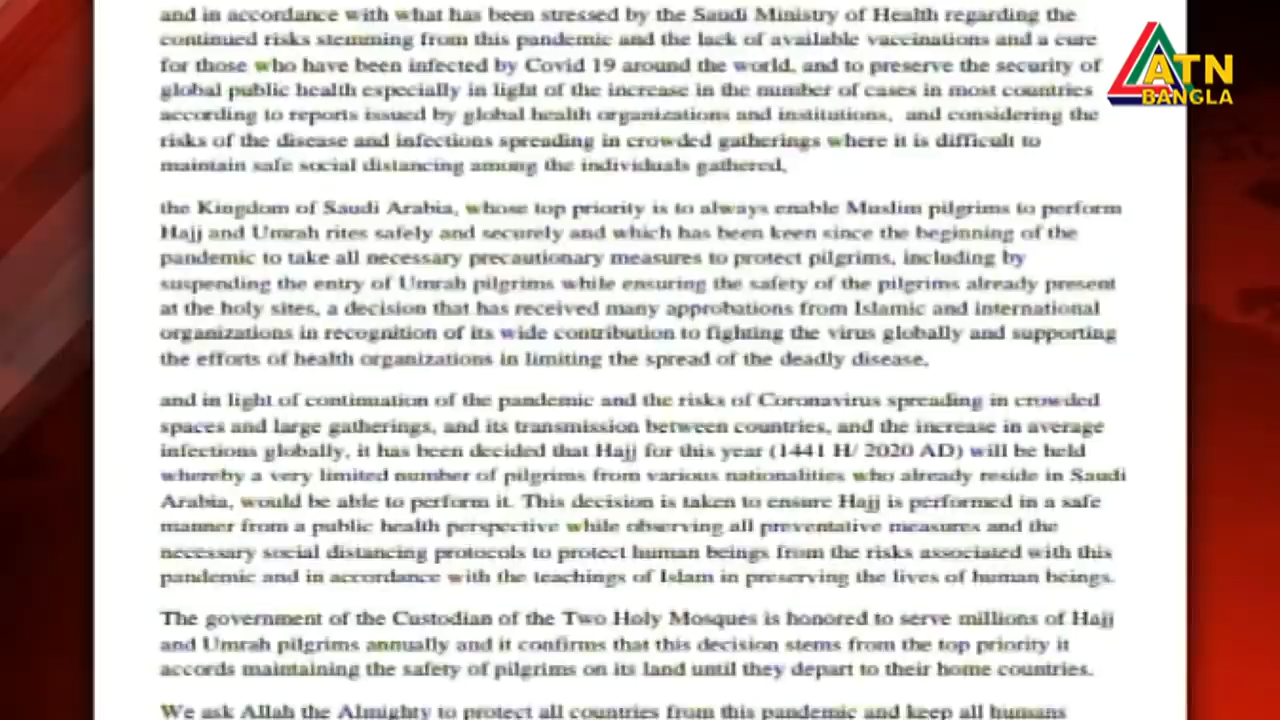 and in accordance with what has been stressed by the Saudi Ministry of Health regarding the
continued risks stemming from this pandemic and the lack of available vaccinations and a cure
for those who have been infected by Covid 19 around the world, and to preserve the security of
global public health especially in light of the increase in the number of cases in most countries
according to reports issued by global health organizations and institutions, and considering the
risks of the disease and infections spreading in crowded gatherings where it is difficult to
maintain safe social distancing among the individuals gathered,
the Kingdom of Saudi Arabia, whose top priority is to always enable Muslim pilgrims to perform
Hajj and Umrah rites safely and securely and which has been keen since the beginning of the
pandemic to take all necessary precautionary measures to protect pilgrims, including by
suspending the entry of Umrah pilgrims while ensuring the safety of the pilgrims already present
at the holy sites, a decision that has received many approbations from Islamic and international
organizations in recognition of its wide contribution to fighting the virus globally and supporting
the efforts of health organizations in limiting the spread of the deadly disease,
and in light of continuation of the pandemic and the risks of Coronavirus spreading in crowded
spaces and large gatherings, and its transmission between countries, and the increase in average
infections globally, it has been decided that Hajj for this year (1441 H/ 2020 AD) will be held
whereby a very limited number of pilgrims from various nationalities who already reside in Saudi
Arabia, would be able to perform it. This decision is taken to ensure Hajj is performed in a safe
manner from a public health perspective while observing all preventative measures and the
necessary social distancing protocols to protect human beings from the risks associated with this
pandemic and in accordance with the teachings of Islam in preserving the lives of human beings.
The government of the Custodian of the Two Holy Mosques is honored to serve millions of Hajj
and Umrah pilgrims annually and it confirms that this decision stems from the top priority it
accords maintaining the safety of pilgrims on its land until they depart to their home countries.
We ask Allah the Almighty to protect all countries from this pandemic and keep all humans
ATN
BANGLA